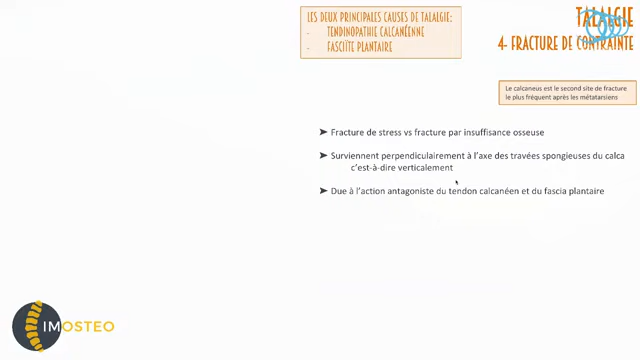 LES DEUX PRINCIPALES CAUSES DE TALALGIE:
- TENDINOPATHIE CALCANÉENNE
- FASCIÏTE PLANTAIRE
TALALGIE
4- FRACTURE DE CONTRAINTE
Le calcaneus est le second site de fracture
le plus fréquent après les métatarsiens
➤ Fracture de stress vs fracture par insuffisance osseuse
➤ Surviennent perpendiculairement à l'axe des travées spongieuses du calca
c'est-à-dire verticalement
➤ Due à l'action antagoniste du tendon calcanéen et du fascia plantaire
IMOSTEO